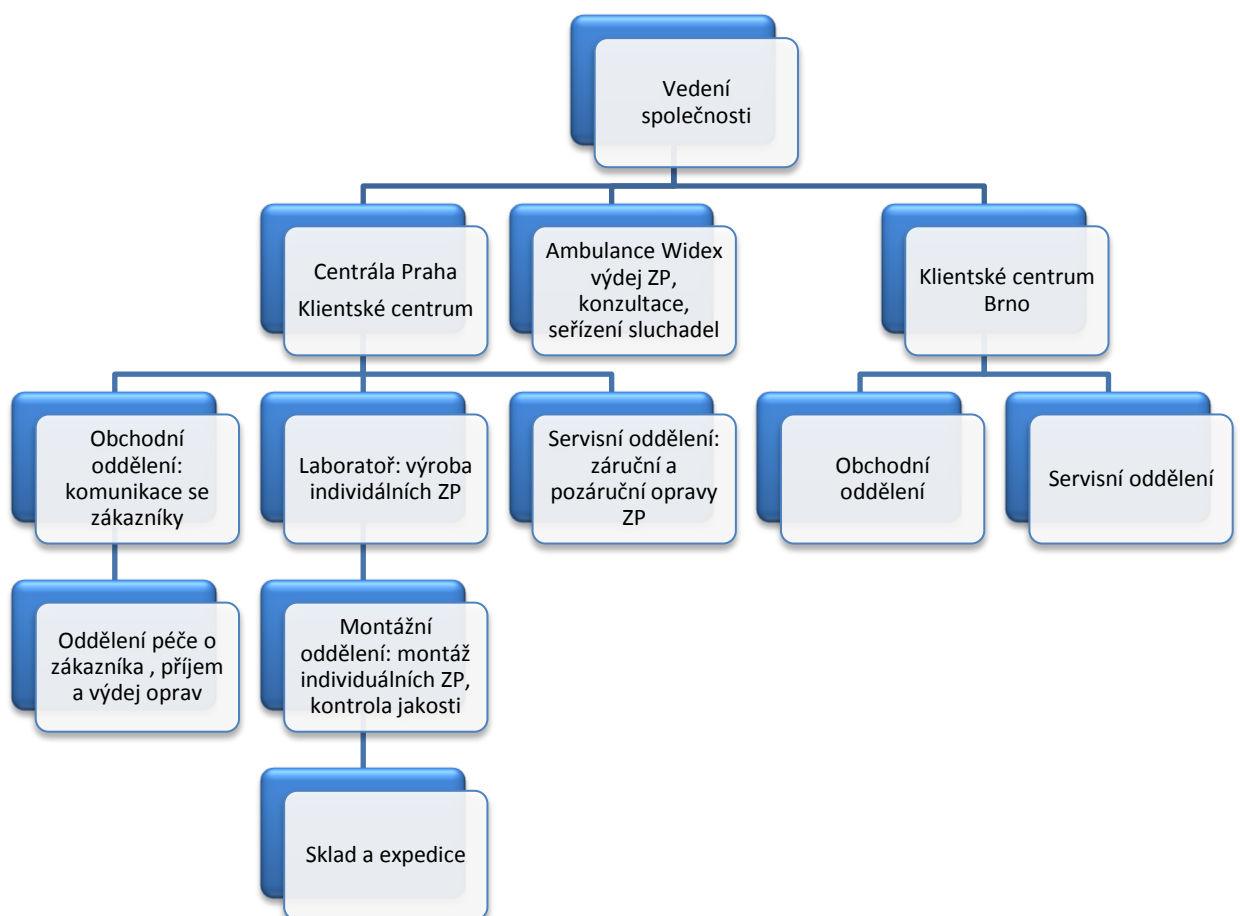 Vedení
společnosti
Centrála Praha
Klientské centrum
Ambulance Widex
výdej ZP,
konzultace,
seřízení sluchadel
Klientské centrum
Brno
Obchodní
oddělení:
komunikace se
zákazníky
Laboratoř: výroba
individálních ZP
Servisní oddělení:
záruční a
pozáruční opravy
ZP
Obchodní
oddělení
Servisní oddělení
Oddělení péče o
zákazníka , příjem
a výdej oprav
Montážní
oddělení: montáž
individuálních ZP,
kontrola jakosti
Sklad a expedice